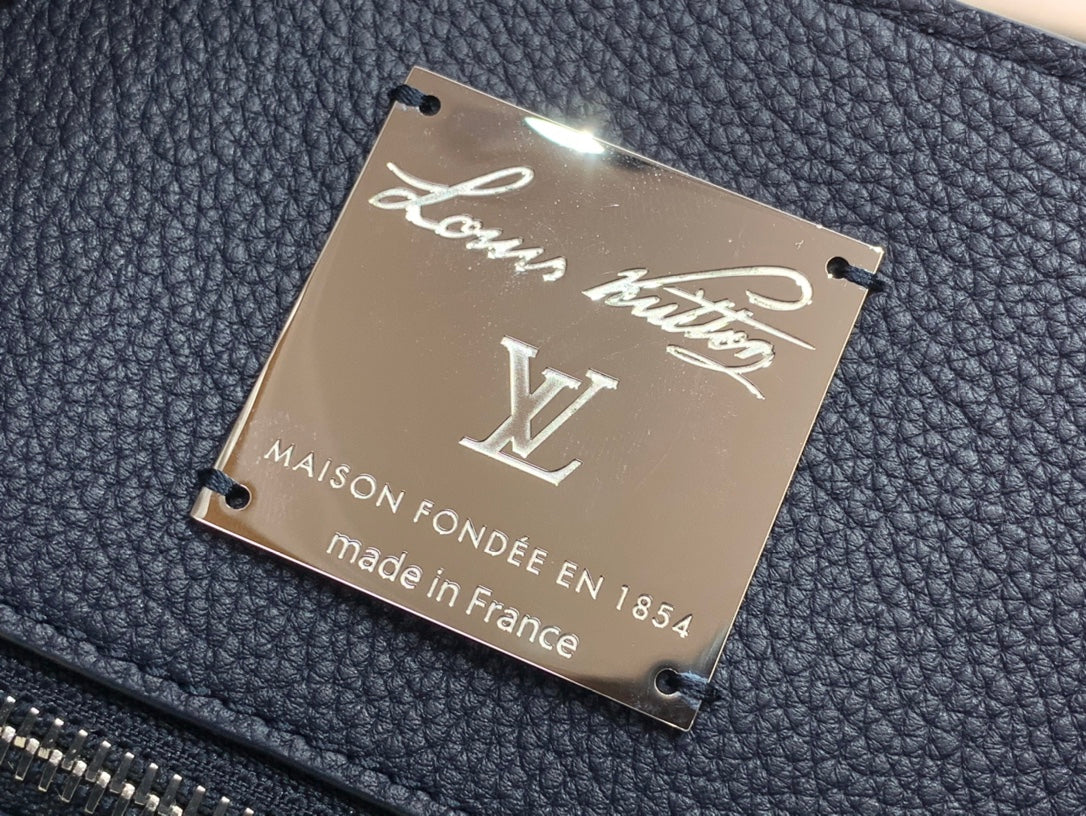 Louis Vuitton
LV
MAISON FONDÉE EN 1854
made in France